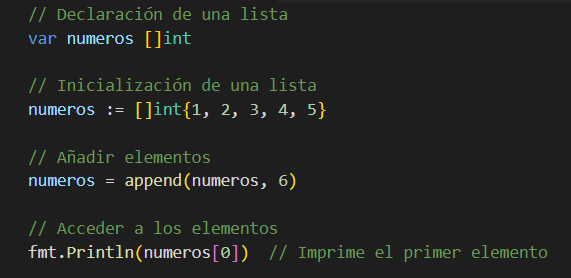 // Declaración de una lista
var numeros []int
// Inicialización de una lista
numeros := []int{1, 2, 3, 4, 5}
// Añadir elementos
numeros = append(numeros, 6)
// Acceder a los elementos
fmt.Println(numeros[0])  // Imprime el primer elemento